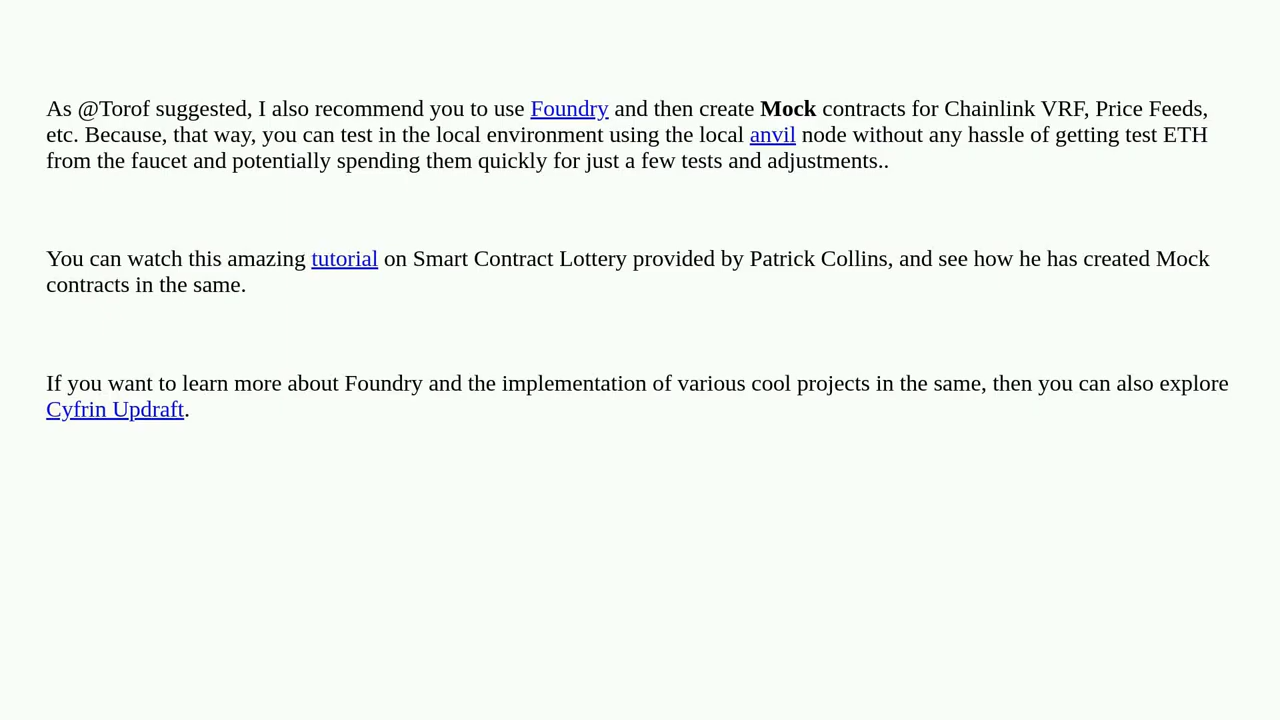 As @Torof suggested, I also recommend you to use Foundry and then create Mock contracts for Chainlink VRF, Price Feeds,
etc. Because, that way, you can test in the local environment using the local anvil node without any hassle of getting test ETH
from the faucet and potentially spending them quickly for just a few tests and adjustments..
You can watch this amazing tutorial on Smart Contract Lottery provided by Patrick Collins, and see how he has created Mock
contracts in the same.
If you want to learn more about Foundry and the implementation of various cool projects in the same, then you can also explore
Cyfrin Updraft.